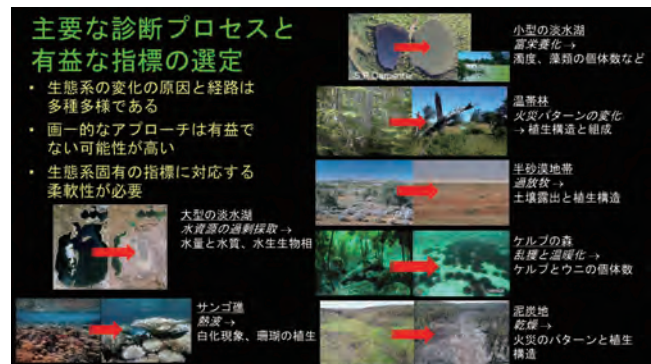 主要な診断プロセスと
有益な指標の選定
• 生態系の変化の原因と経路は
多種多様である
• 画一的なアプローチは有益で
ない可能性が高い
• 生態系固有の指標に対応する
柔軟性が必要
大型の淡水湖
水資源の過剰採取→
水量と水質、水生生物相
サンゴ礁
熱波→
白化現象、珊瑚の植生
S.R.Carpenter
小型の淡水湖
富栄養化→
濁度、藻類の個体数など
温帯林
火災パターンの変化
→植生構造と組成
半砂漠地帯
過放牧→
土壌露出と植生構造
ケルプの森
乱獲と温暖化→
ケルプとウニの個体数
泥炭地
乾燥→
火災のパターンと植生
構造